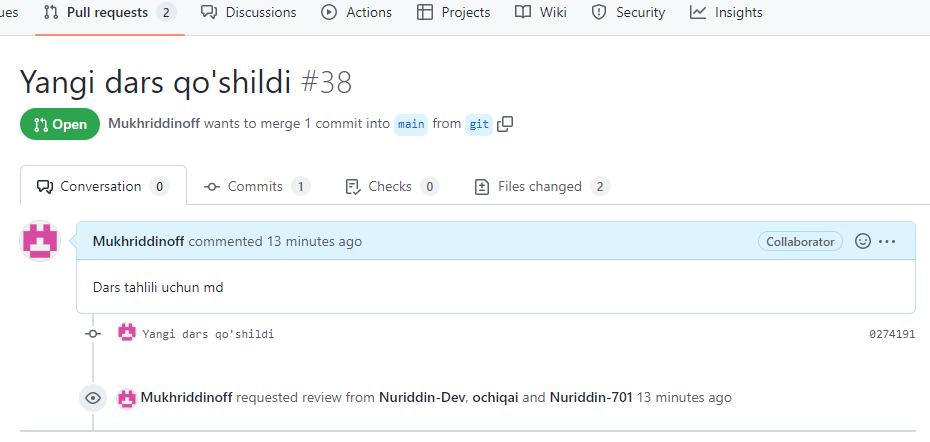 ues Pull requests 2 Discussions Actions Projects Wiki Security Insights
Yangi dars qo'shildi #38
Open Mukhriddinoff wants to merge 1 commit into main from git
Conversation 0 Commits 1 Checks 0 Files changed 2
Mukhriddinoff commented 13 minutes ago Collaborator
Dars tahlili uchun md
Yangi dars qo'shildi 0274191
Mukhriddinoff requested review from Nuriddin-Dev, ochiqai and Nuriddin-701 13 minutes ago